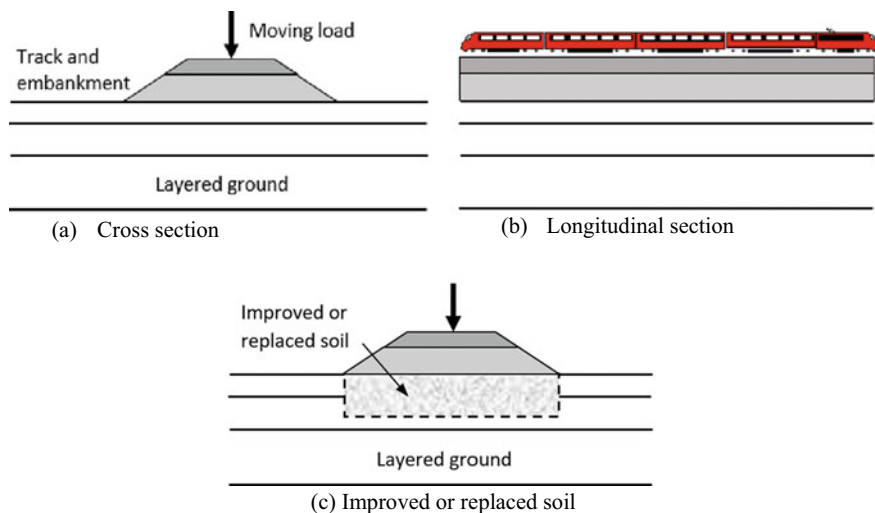 Moving load
Track and
embankment
Layered ground
(a) Cross section
(b) Longitudinal section
Improved or
replaced soil
Layered ground
(c) Improved or replaced soil